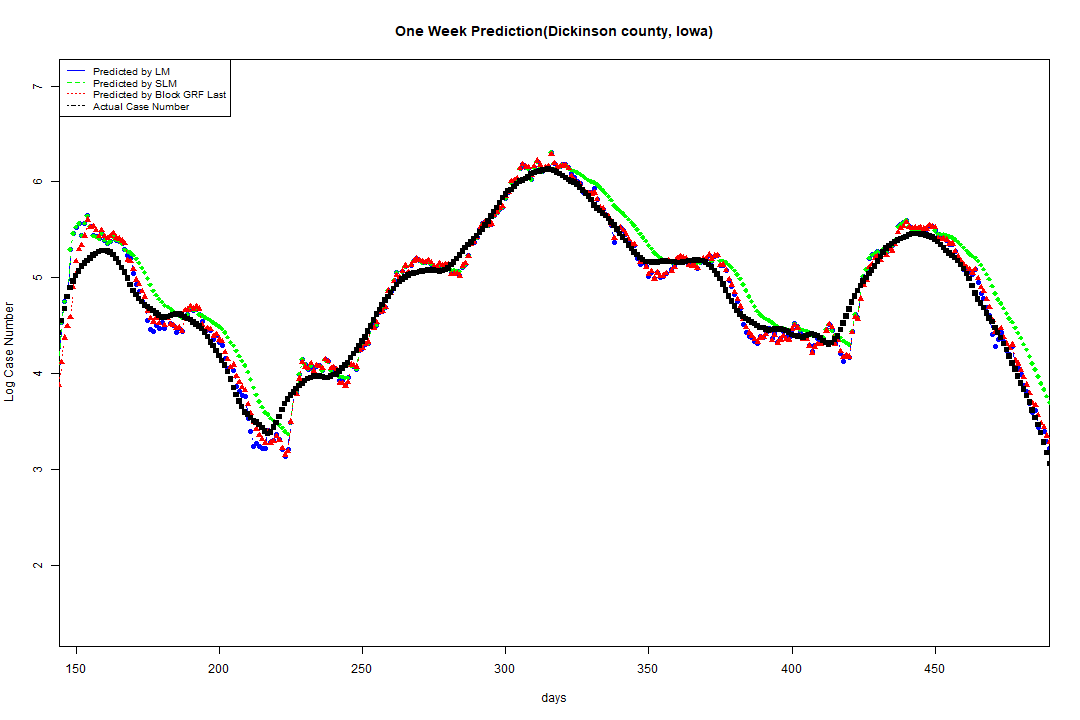 One Week Prediction(Dickinson county, Iowa)
Predicted by LM
Predicted by SLM
Predicted by Block GRF Last
Actual Case Number
7
6
5
4
3
2
Log Case Number
150 200 250 300 350 400 450
days